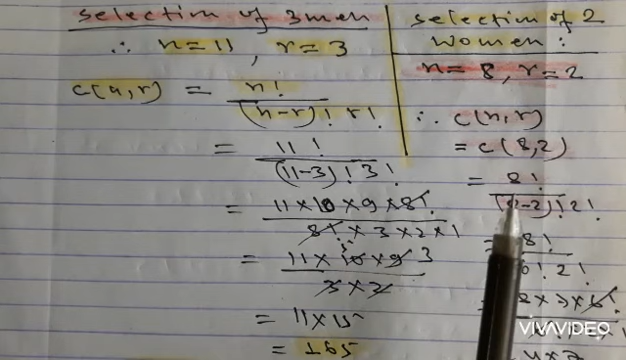 selection of 3 men
∴ n = 11, r = 3
c(n,r) = n! / (n-r)! r!
= 11! / (11-3)! 3!
= 11 × 10 × 9 × 8! / 8! × 3 × 2 × 1
= 11 × 10 5 × 9 3 / 3 × 2
= 11 × 15
= 165
selection of 2
women:
n = 8, r = 2
∴ c(n,r)
= c(8,2)
= 8! / (8-2)! 2!
= 8! / 6! 2!
VIVAVIDEO